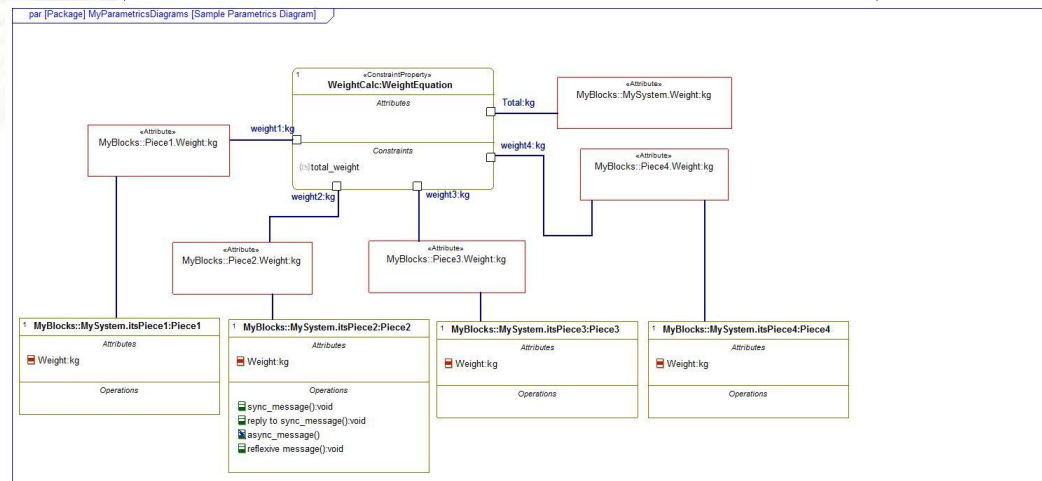 par [Package] MyParametricsDiagrams [Sample Parametrics Diagram]
1
«ConstraintProperty»
WeightCalc:WeightEquation
Attributes
Constraints
total_weight
Total:kg
«Attribute»
MyBlocks::MySystem.Weight:kg
weight1:kg
«Attribute»
MyBlocks::Piece1.Weight:kg
weight4:kg
«Attribute»
MyBlocks::Piece4.Weight:kg
weight2:kg
weight3:kg
«Attribute»
MyBlocks::Piece2.Weight:kg
«Attribute»
MyBlocks::Piece3.Weight:kg
1 MyBlocks::MySystem.itsPiece1:Piece1
Attributes
Weight:kg
Operations
1 MyBlocks::MySystem.itsPiece2:Piece2
Attributes
Weight:kg
Operations
sync_message():void
reply to sync_message():void
async_message()
reflexive message():void
1 MyBlocks::MySystem.itsPiece3:Piece3
Attributes
Weight:kg
Operations
1 MyBlocks::MySystem.itsPiece4:Piece4
Attributes
Weight:kg
Operations